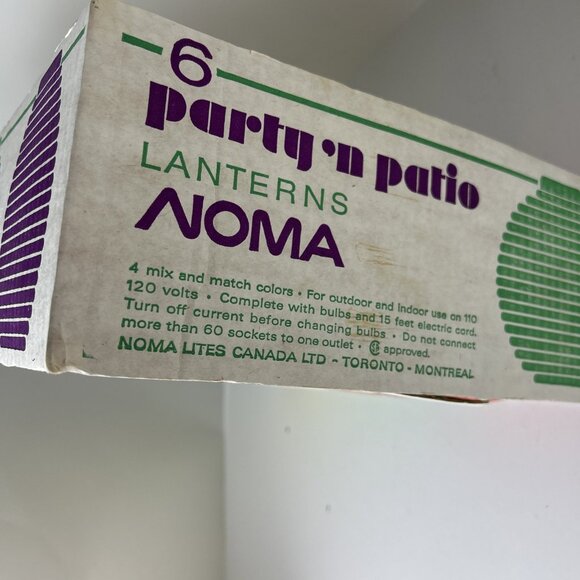 6
party 'n patio
LANTERNS
NOMA
4 mix and match colors • For outdoor and indoor use on 110
120 volts • Complete with bulbs and 15 feet electric cord.
Turn off current before changing bulbs • Do not connect
more than 60 sockets to one outlet • SA approved.
NOMA LITES CANADA LTD - TORONTO - MONTREAL